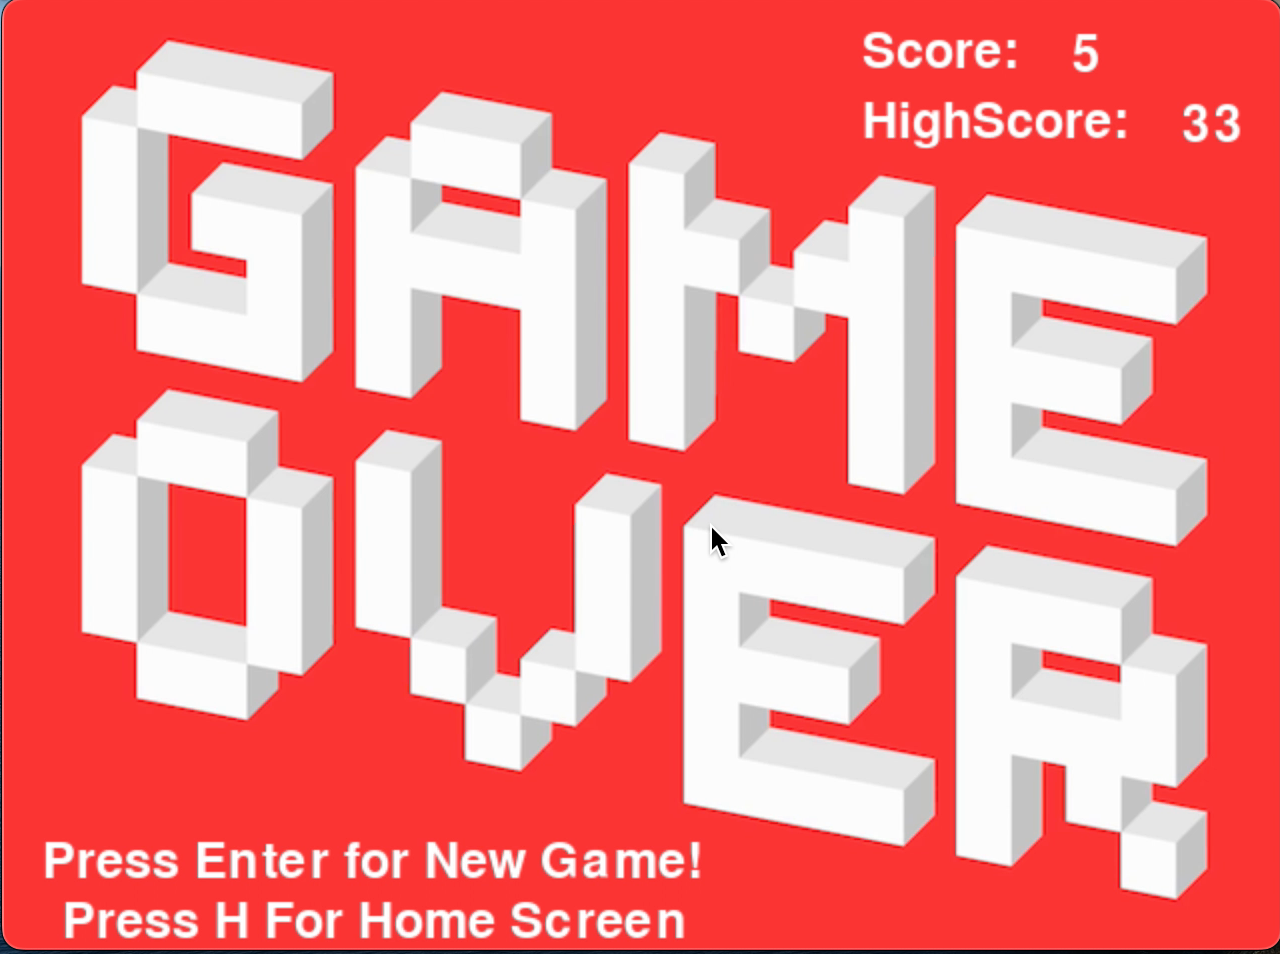 Score: 5
HighScore: 33
GAME
OVER
Press Enter for New Game!
Press H For Home Screen